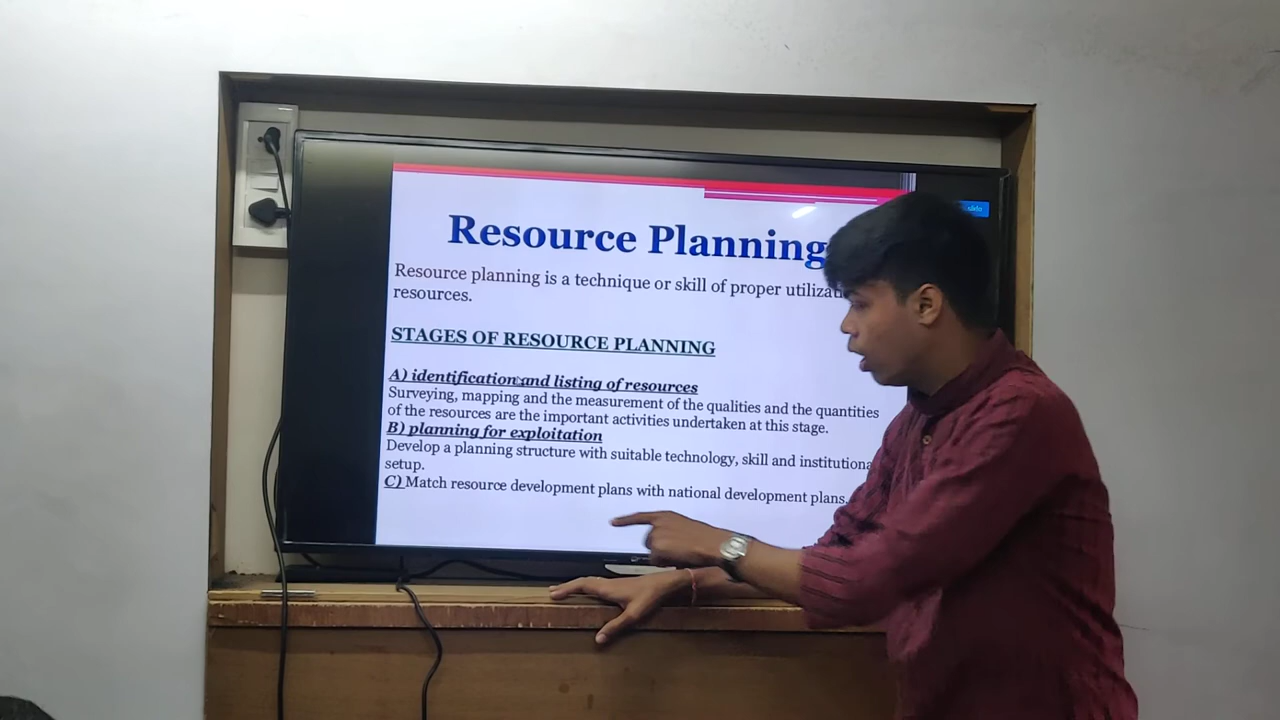 Resource Planning
Resource planning is a technique or skill of proper
resources.
STAGES OF RESOURCE PLANNING
A) identification and listing of resources
Surveying, mapping and the measurement of the qualities and the quantities
of the resources are the important activities undertaken at this stage.
B) planning for exploitation
Develop a planning structure with suitable technology, skill and
setup.
C) Match resource development plans with national development plans.